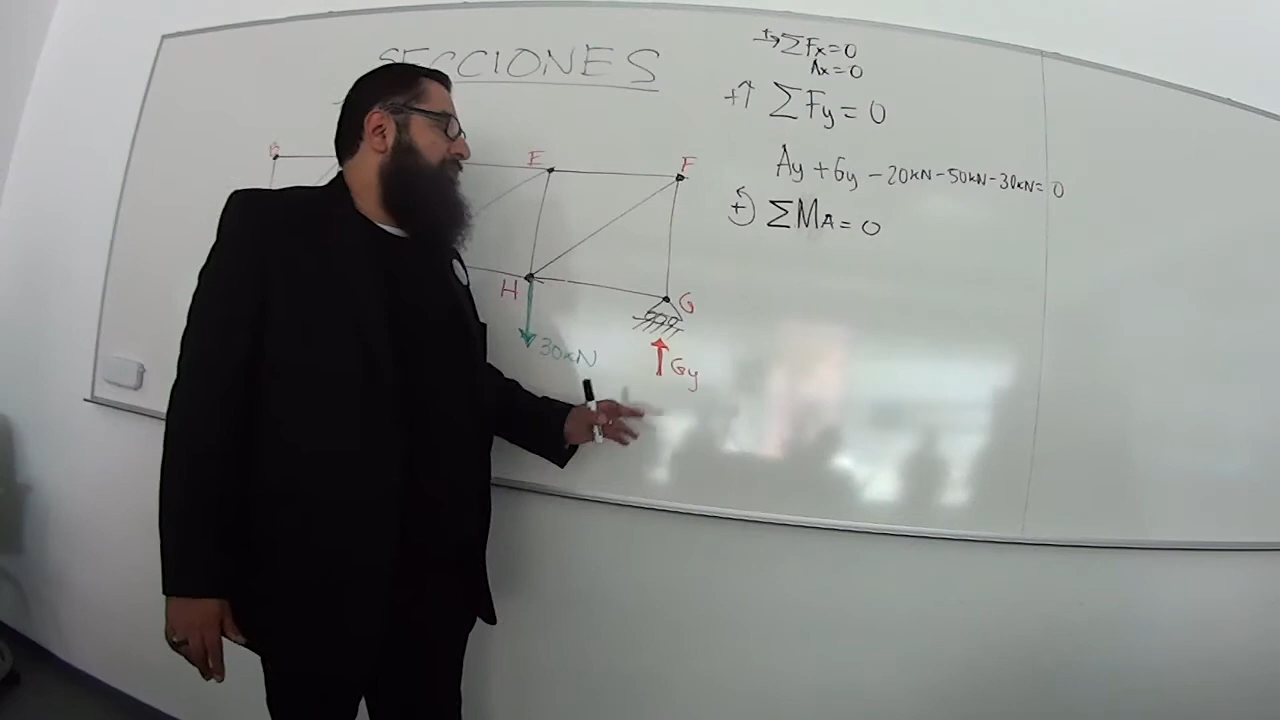 SECCIONES
B
E
F
H
G
30kN
Gy
+→ ΣFx=0
Ax=0
+↑ ΣFy=0
Ay+Gy-20kN-50kN-30kN=0
+ ΣMA=0